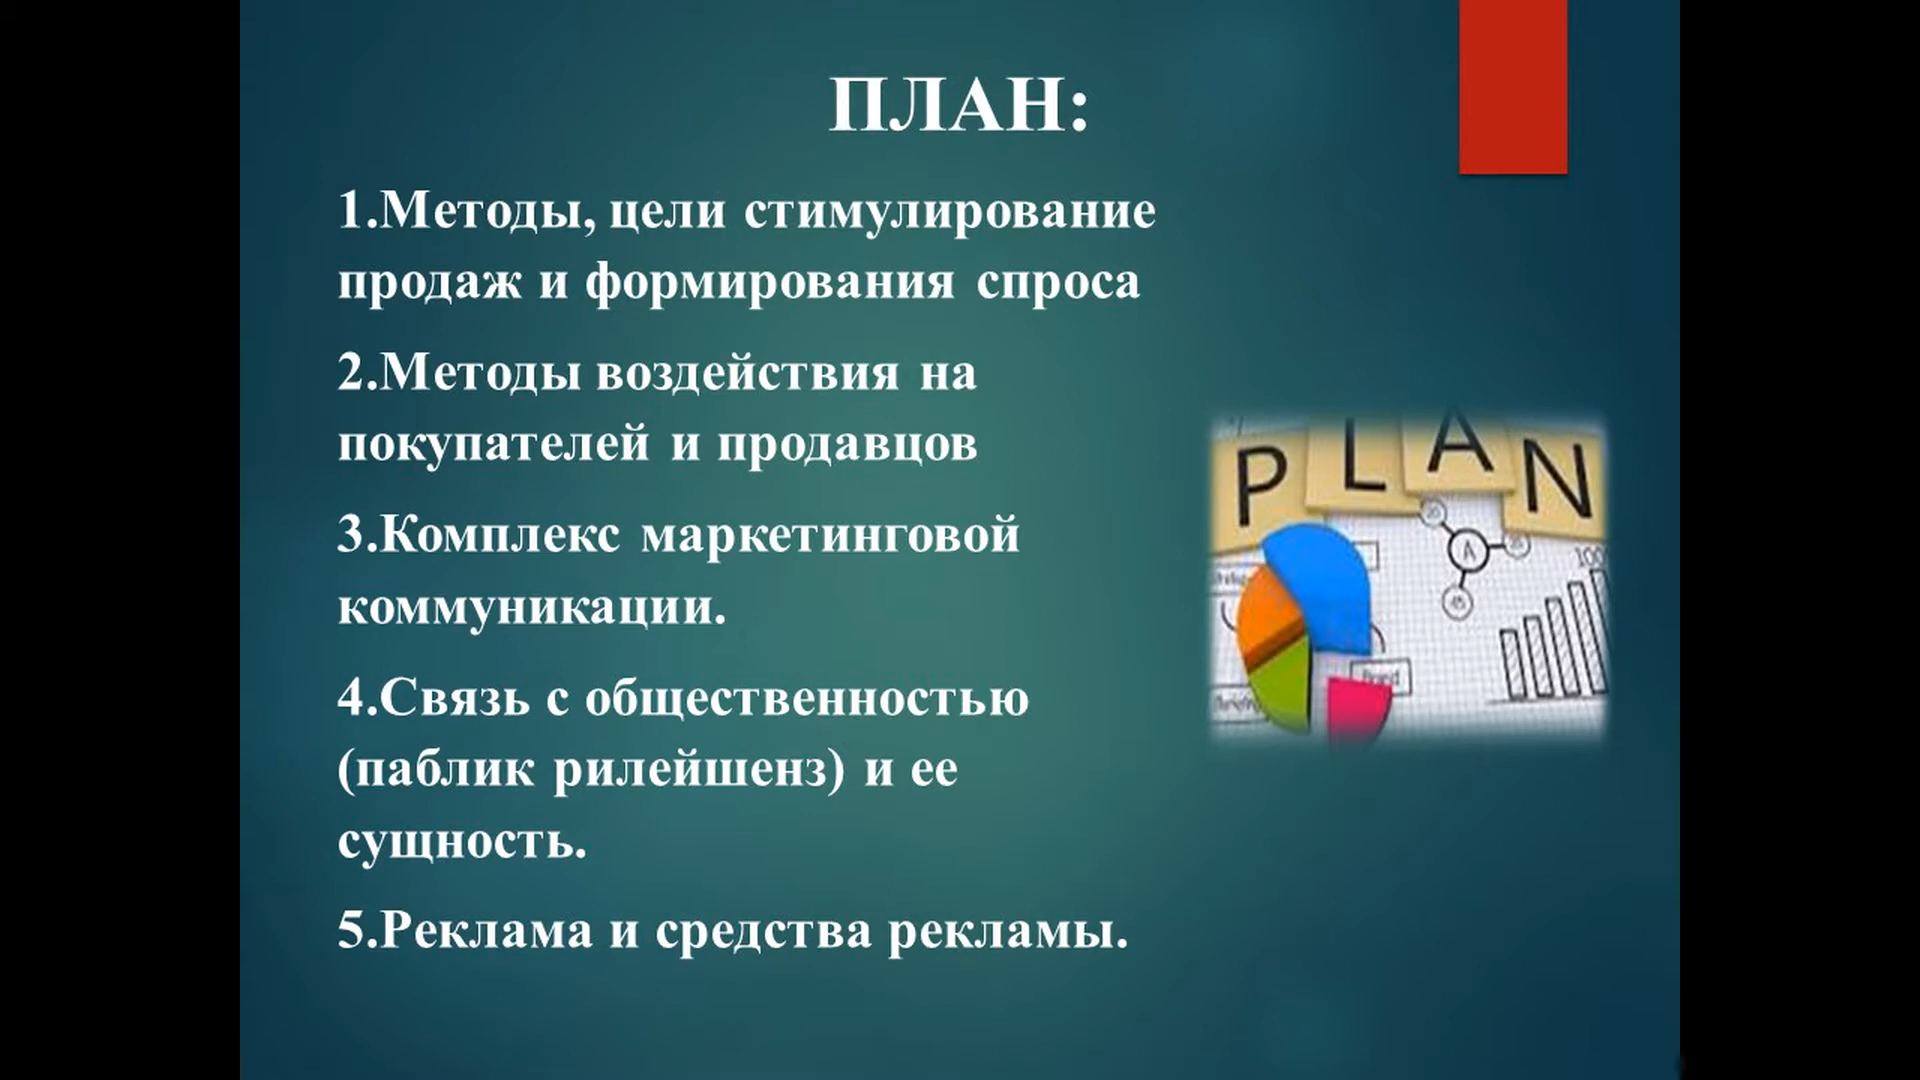 ПЛАН:
1.Методы, цели стимулирование
продаж и формирования спроса
2.Методы воздействия на
покупателей и продавцов
3.Комплекс маркетинговой
коммуникации.
4.Связь с общественностью
(паблик рилейшенз) и ее
сущность.
5.Реклама и средства рекламы.
PLAN
A
100